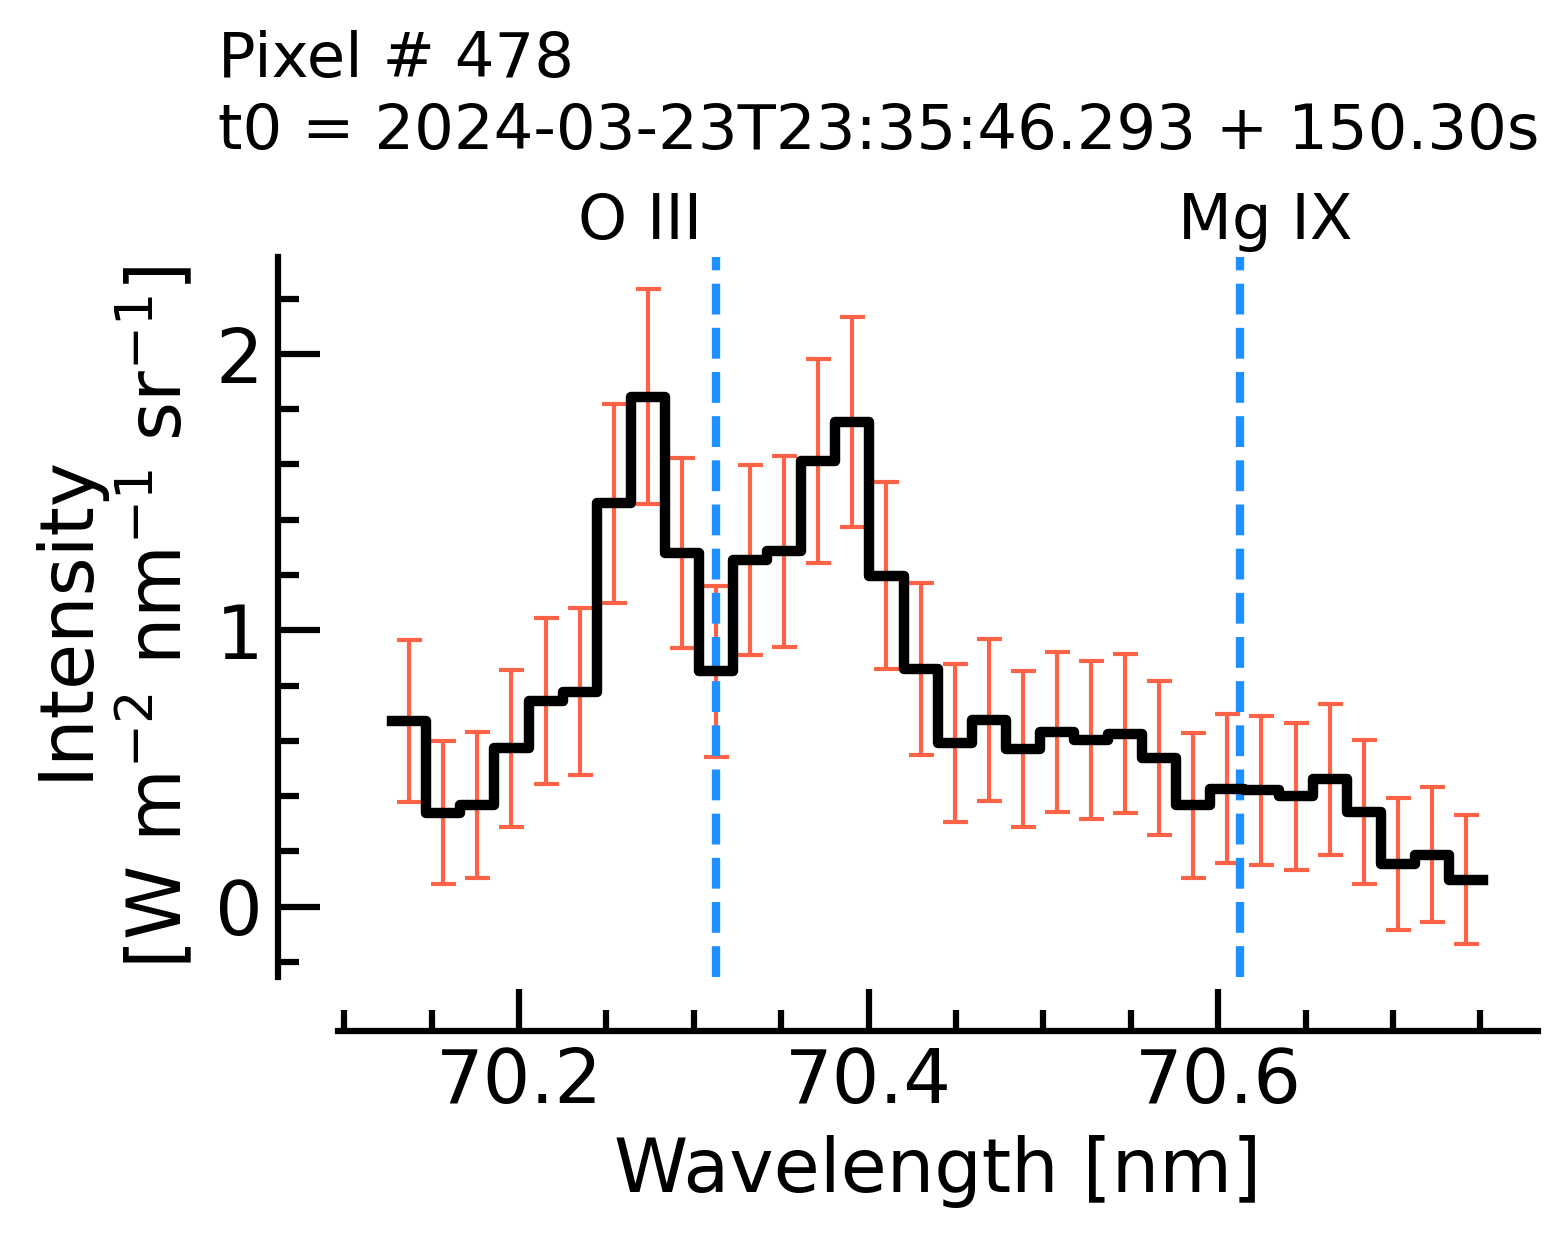 Pixel # 478
t0 = 2024-03-23T23:35:46.293 + 150.30s
O III
Mg IX
Intensity
[W m⁻² nm⁻¹ sr⁻¹]
2
1
0
70.2
70.4
70.6
Wavelength [nm]